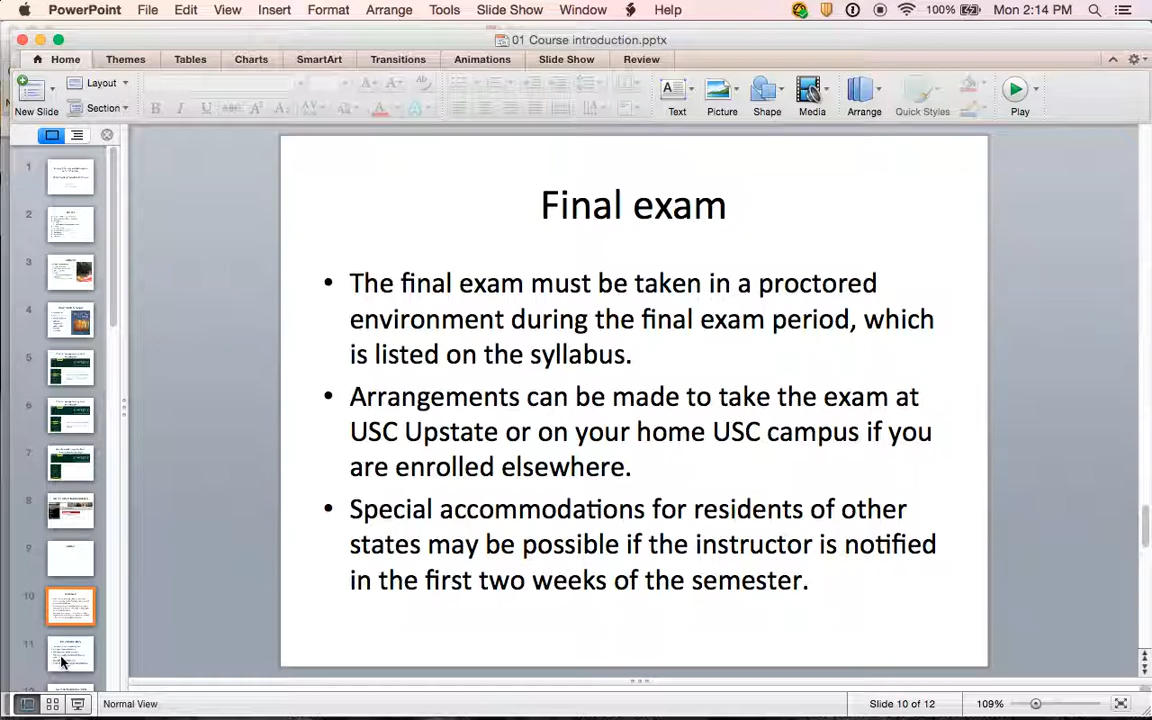 PowerPoint File Edit View Insert Format Arrange Tools Slide Show Window Help 100% Mon 2:14 PM
01 Course introduction.pptx
Home Themes Tables Charts SmartArt Transitions Animations Slide Show Review
Layout
New Slide Section Text Picture Shape Media Arrange Quick Styles Play
1
2
3
4
5
6
7
8
9
10
11
Final exam
• The final exam must be taken in a proctored
environment during the final exam period, which
is listed on the syllabus.
• Arrangements can be made to take the exam at
USC Upstate or on your home USC campus if you
are enrolled elsewhere.
• Special accommodations for residents of other
states may be possible if the instructor is notified
in the first two weeks of the semester.
Normal View Slide 10 of 12 109%